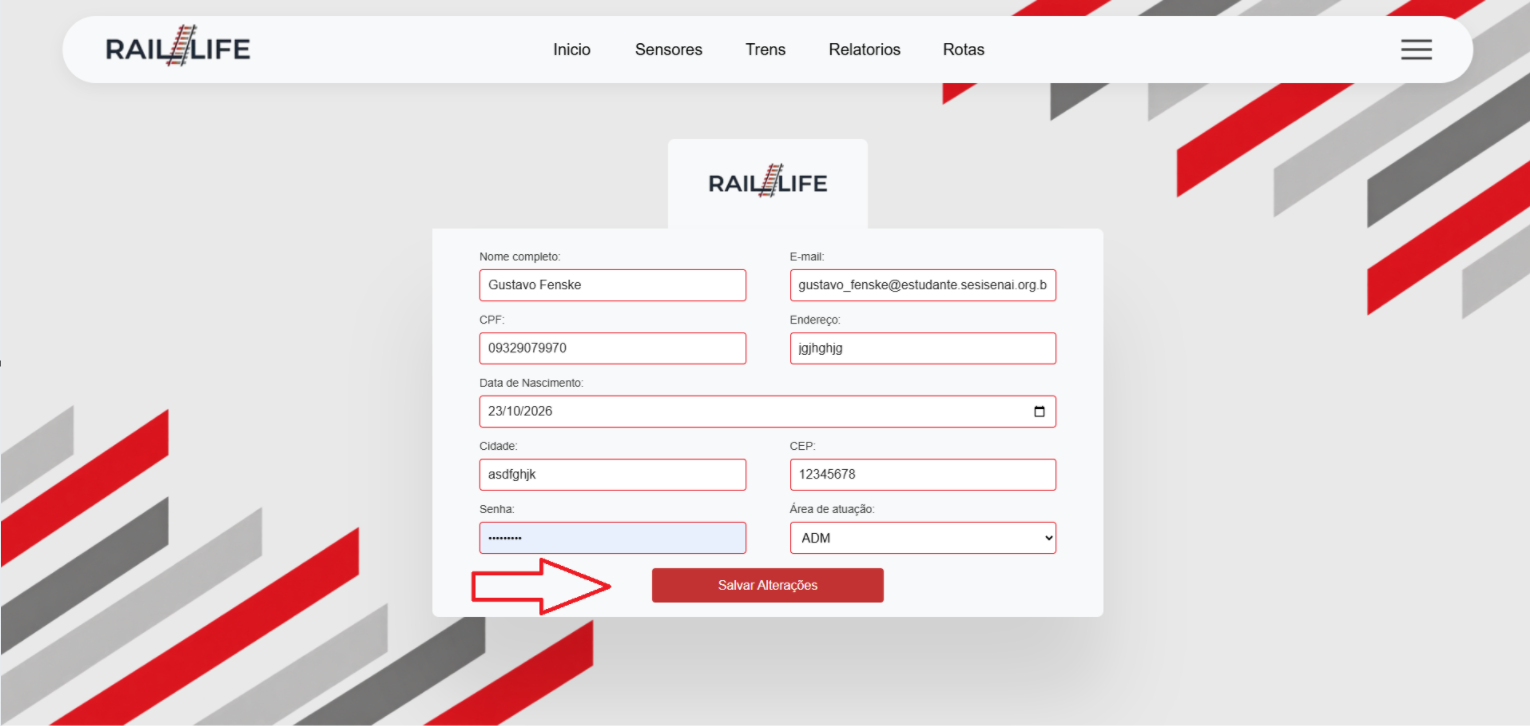 RAIL LIFE
Inicio Sensores Trens Relatorios Rotas
RAIL LIFE
Nome completo: E-mail:
Gustavo Fenske gustavo_fenske@estudante.sesisenai.org.b
CPF: Endereço:
09329079970 jgjhghjg
Data de Nascimento:
23/10/2026
Cidade: CEP:
asdfghjk 12345678
Senha: Área de atuação:
········· ADM
Salvar Alterações